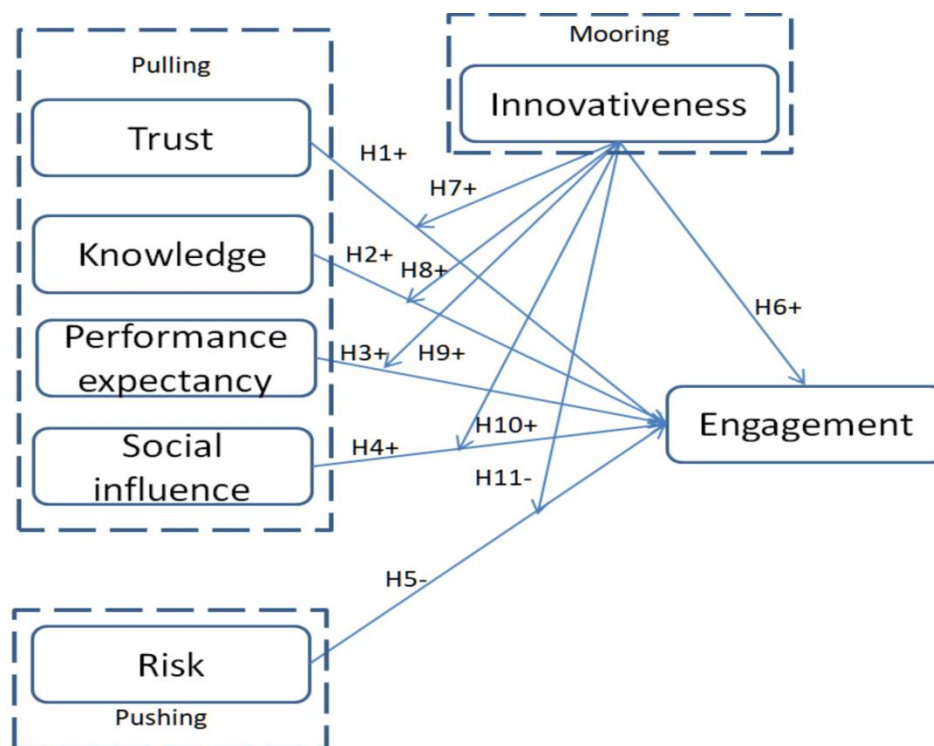 Pulling
Trust
Knowledge
Performance
expectancy
Social
influence
Mooring
Innovativeness
H1+
H7+
H2+
H8+
H6+
H3+
H9+
H10+
H4+
H11-
H5-
Engagement
Risk
Pushing